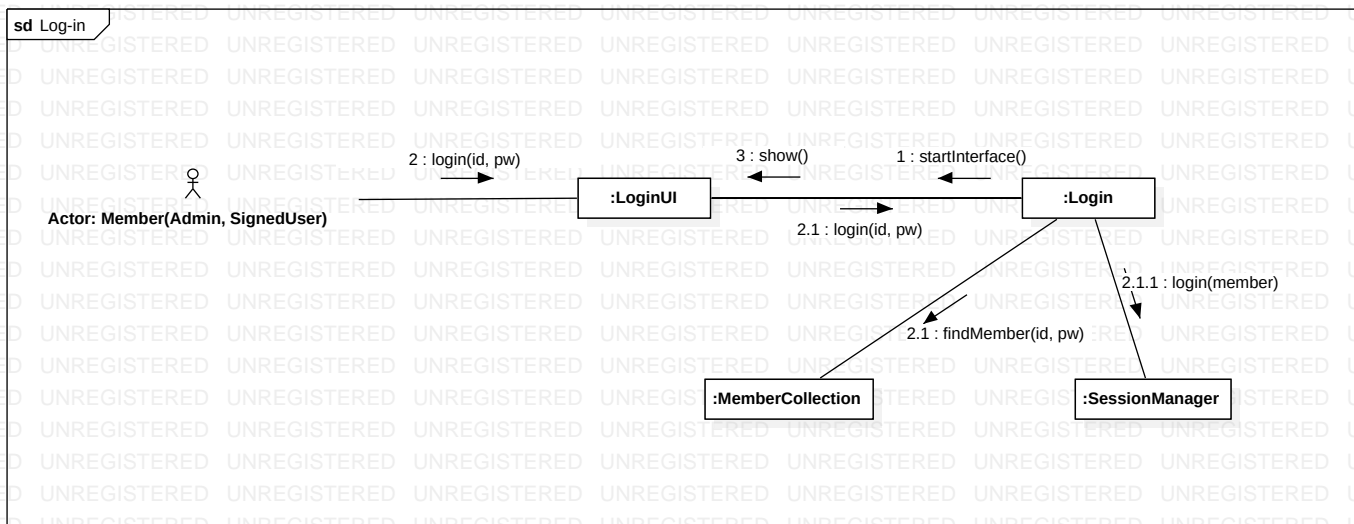 sd Log-in
2 : login(id, pw)
3 : show()
1 : startInterface()
:LoginUI
:Login
Actor: Member(Admin, SignedUser)
2.1 : login(id, pw)
2.1.1 : login(member)
2.1 : findMember(id, pw)
:MemberCollection
:SessionManager
UNREGISTERED